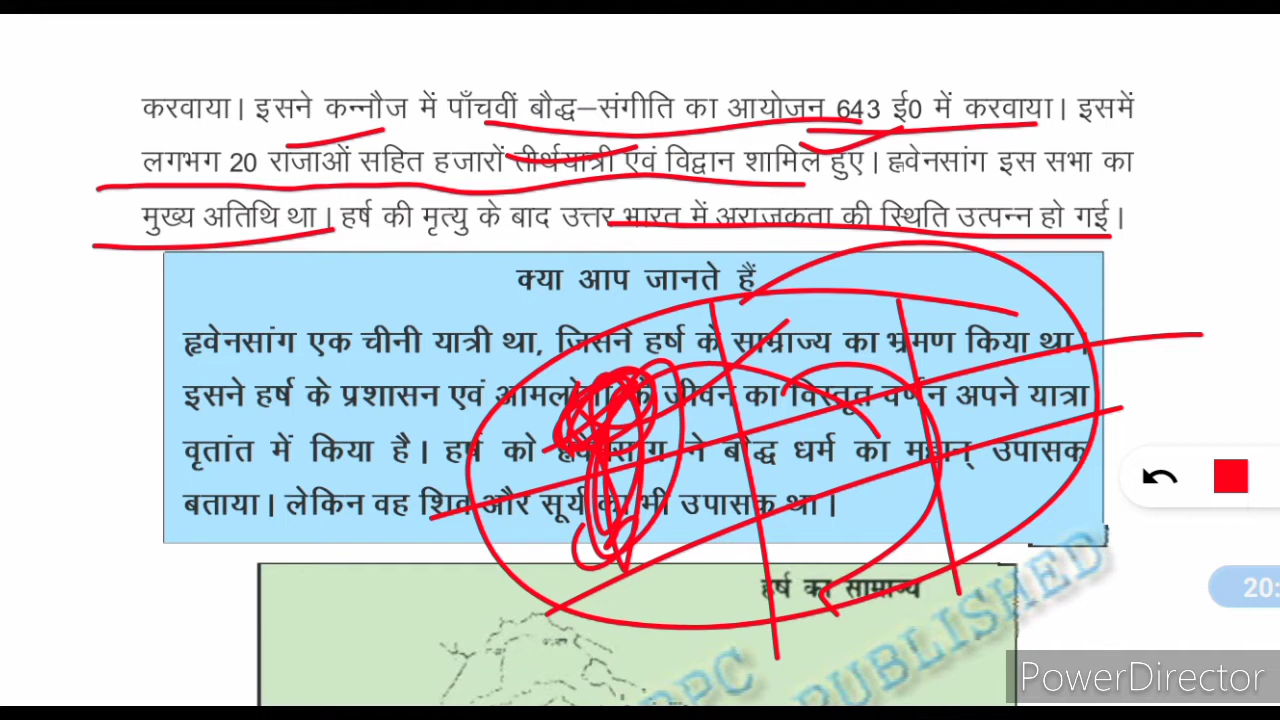 करवाया। इसने कन्नौज में पाँचवीं बौद्ध–संगीति का आयोजन 643 ई0 में करवाया। इसमें
लगभग 20 राजाओं सहित हजारों तीर्थयात्री एवं विद्वान शामिल हुए। ह्वेनसांग इस सभा का
मुख्य अतिथि था। हर्ष की मृत्यु के बाद उत्तर भारत में अराजकता की स्थिति उत्पन्न हो गई।
क्या आप जानते हैं
हृवेनसांग एक चीनी यात्री था, जिसने हर्ष के साम्राज्य का भ्रमण किया था।
इसने हर्ष के प्रशासन एवं आमलोगों के जीवन का विस्तृत वर्णन अपने यात्रा
वृतांत में किया है। हर्ष को हृवेनसांग ने बौद्ध धर्म का महान् उपासक
बताया। लेकिन वह शिव और सूर्य का भी उपासक था।
हर्ष का साम्राज्य
PUBLISHED
20:
PowerDirector